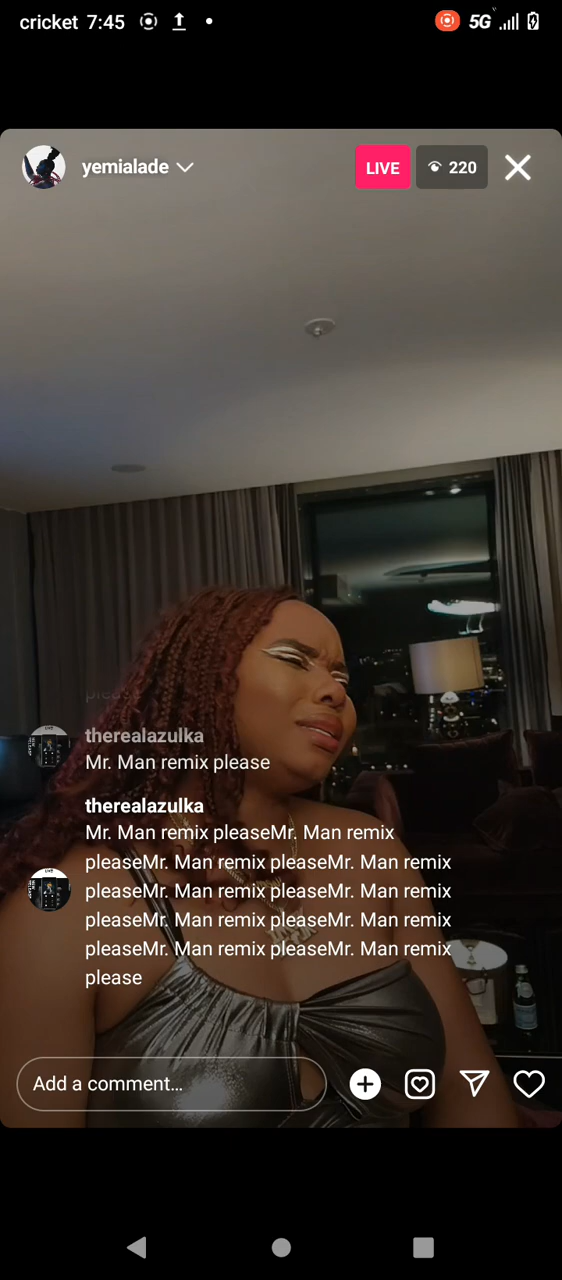 cricket 7:45
5G
yemialade
LIVE
220
please
therealazulka
Mr. Man remix please
therealazulka
Mr. Man remix pleaseMr. Man remix
pleaseMr. Man remix pleaseMr. Man remix
pleaseMr. Man remix pleaseMr. Man remix
pleaseMr. Man remix pleaseMr. Man remix
pleaseMr. Man remix pleaseMr. Man remix
please
Add a comment…